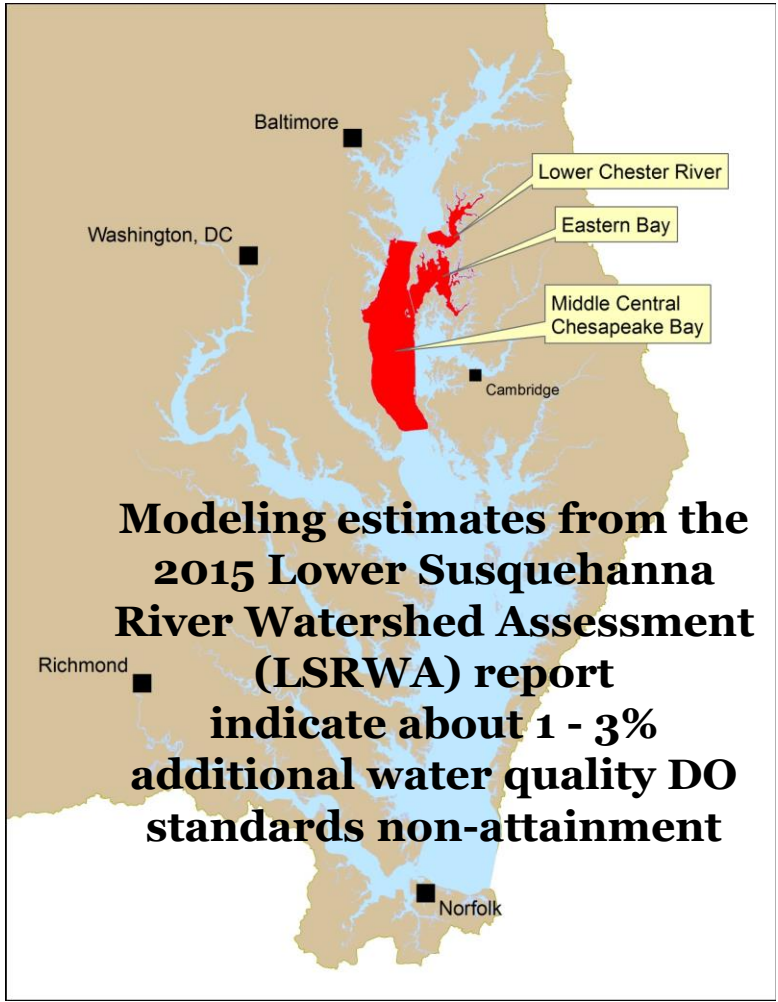 Baltimore
Lower Chester River
Washington, DC
Eastern Bay
Middle Central
Chesapeake Bay
Cambridge
Modeling estimates from the
2015 Lower Susquehanna
River Watershed Assessment
(LSRWA) report
indicate about 1 - 3%
additional water quality DO
standards non-attainment
Richmond
Norfolk